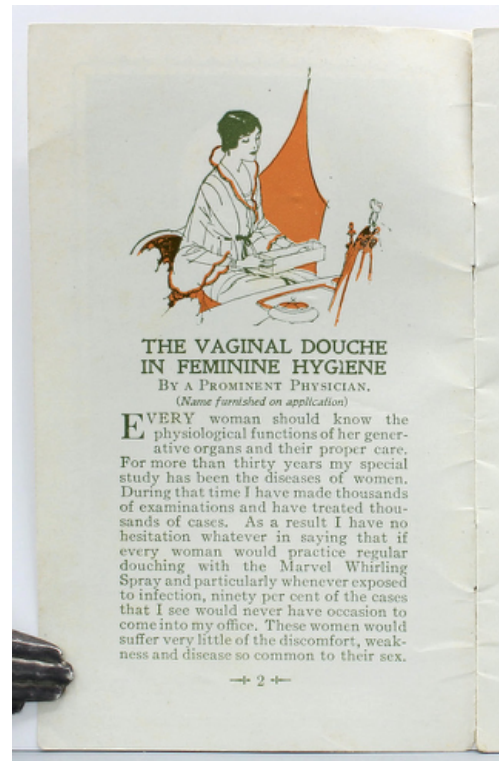 THE VAGINAL DOUCHE
IN FEMININE HYGIENE
BY A PROMINENT PHYSICIAN.
(Name furnished on application)
EVERY woman should know the
physiological functions of her gener-
ative organs and their proper care.
For more than thirty years my special
study has been the diseases of women.
During that time I have made thousands
of examinations and have treated thou-
sands of cases. As a result I have no
hesitation whatever in saying that if
every woman would practice regular
douching with the Marvel Whirling
Spray and particularly whenever exposed
to infection, ninety per cent of the cases
that I see would never have occasion to
come into my office. These women would
suffer very little of the discomfort, weak-
ness and disease so common to their sex.
2